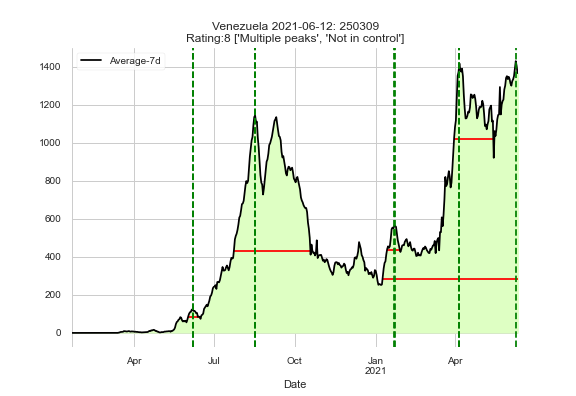 Venezuela 2021-06-12: 250309
Rating:8 ['Multiple peaks', 'Not in control']
Average-7d
1400
1200
1000
800
600
400
200
0
Apr
Jul
Oct
Jan
2021
Apr
Date